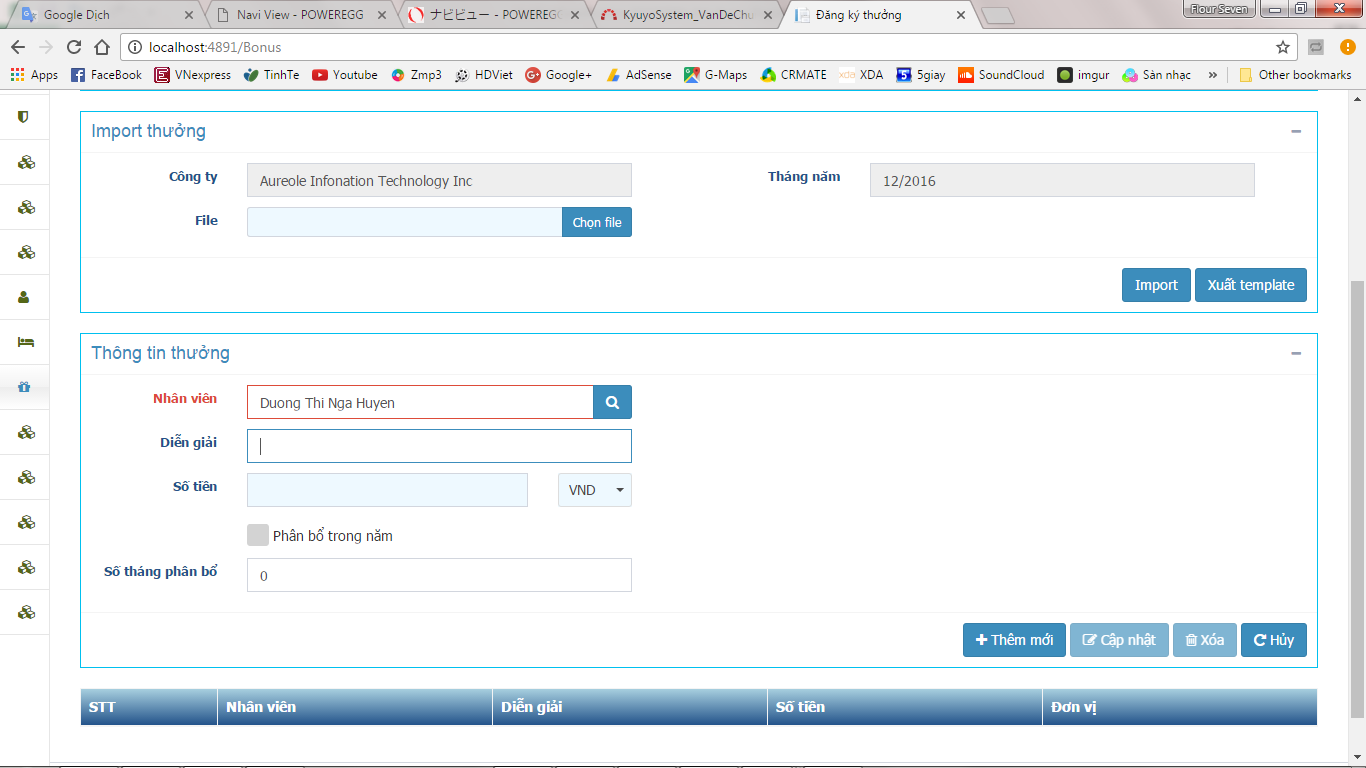 Google Dịch
Navi View - POWEREGG
ナビビュー - POWEREGG
KyuyoSystem_VanDeChu
Đăng ký thưởng
Flour Seven
localhost:4891/Bonus
Apps
FaceBook
VNexpress
TinhTe
Youtube
Zmp3
HDViet
Google+
AdSense
G-Maps
CRMATE
xda XDA
5 5giay
SoundCloud
imgur
Sàn nhạc
»
Other bookmarks
Import thưởng
Công ty
Aureole Infonation Technology Inc
Tháng năm
12/2016
File
Chọn file
Import
Xuất template
Thông tin thưởng
Nhân viên
Duong Thi Nga Huyen
Diễn giải
Số tiền
VND
Phân bổ trong năm
Số tháng phân bổ
0
Thêm mới
Cập nhật
Xóa
Hủy
STT
Nhân viên
Diễn giải
Số tiền
Đơn vị